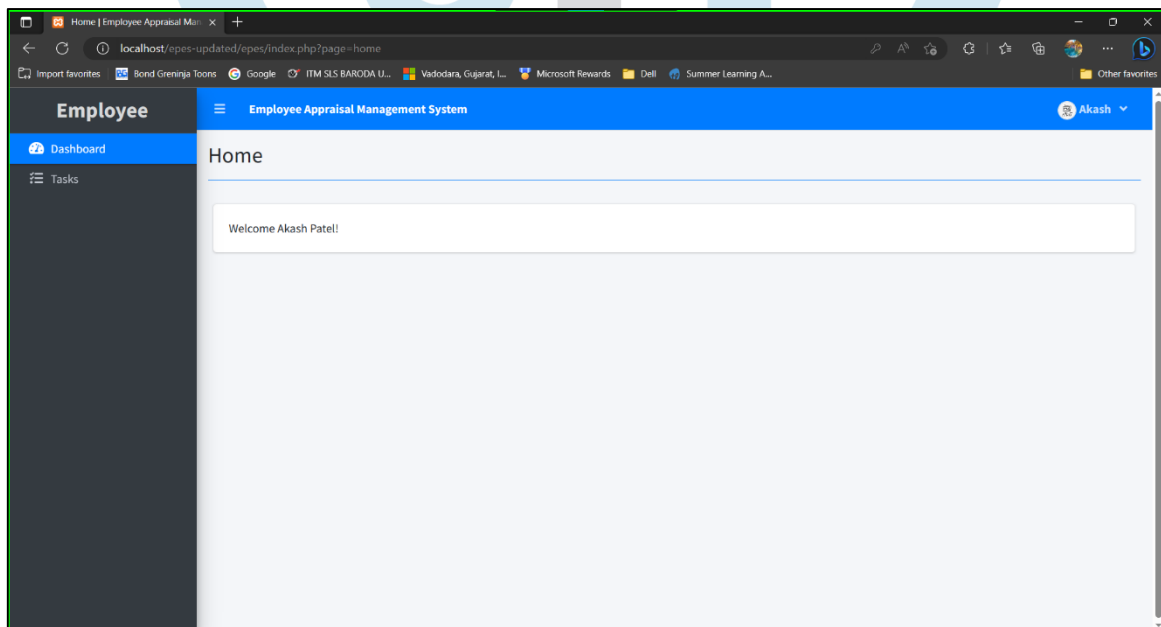 Home | Employee Appraisal Man
localhost/epes-updated/epes/index.php?page=home
Import favorites Bond Greninja Toons Google ITM SLS BARODA U... Vadodara, Gujarat, I... Microsoft Rewards Dell Summer Learning A... Other favorites
Employee
Employee Appraisal Management System
Akash
Dashboard
Home
Tasks
Welcome Akash Patel!